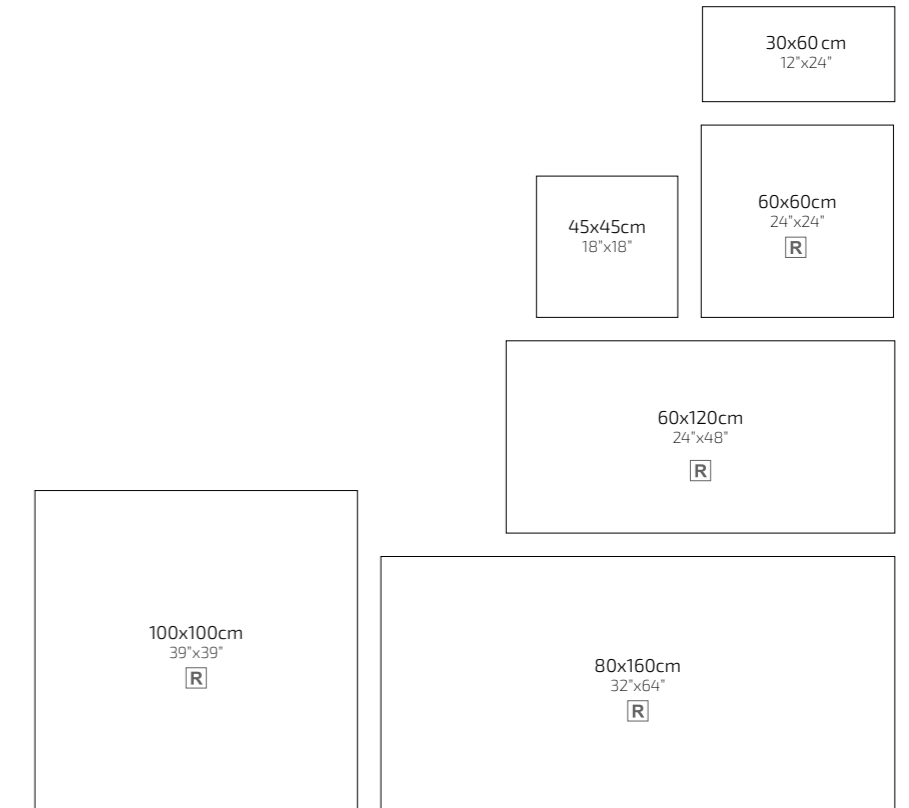 30x60 cm
12”x24”
60x60cm
24”x24”
R
45x45cm
18”x18”
60x120cm
24”x48”
R
100x100cm
39”x39”
R
80x160cm
32”x64”
R